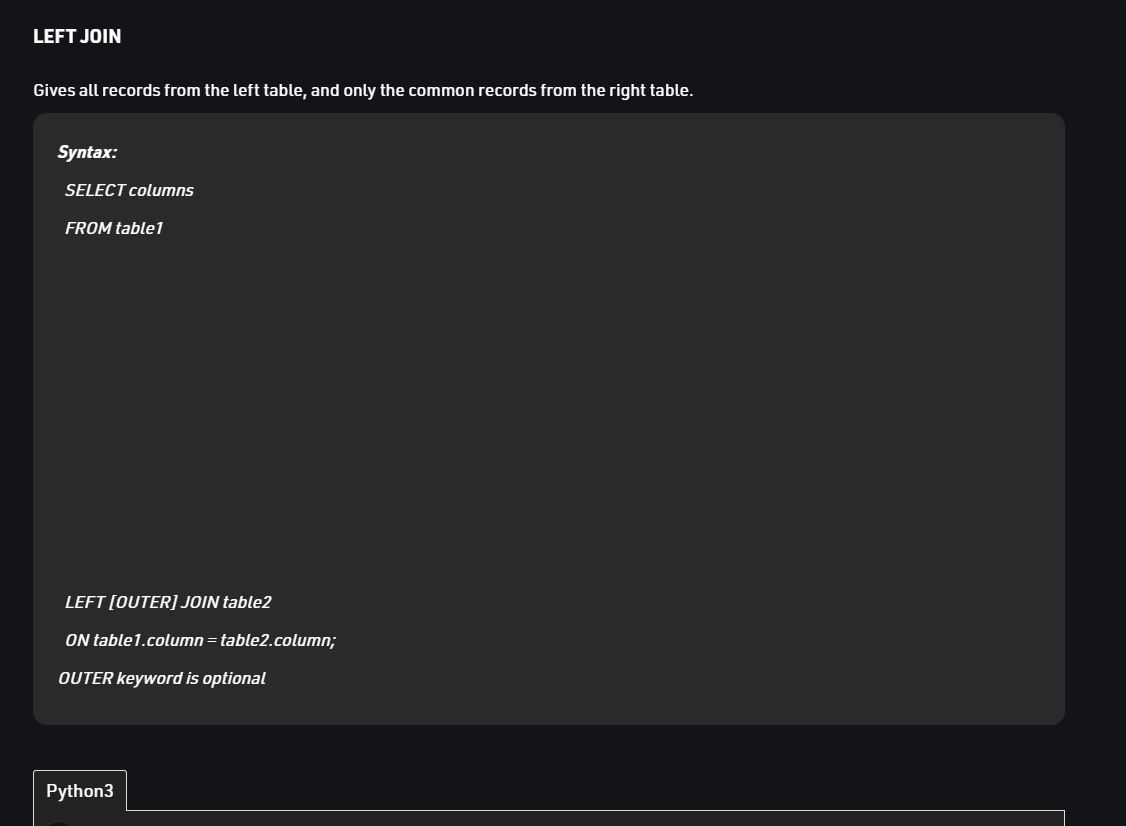 LEFT JOIN
Gives all records from the left table, and only the common records from the right table.
Syntax:
SELECT columns
FROM table1
LEFT [OUTER] JOIN table2
ON table1.column = table2.column;
OUTER keyword is optional
Python3